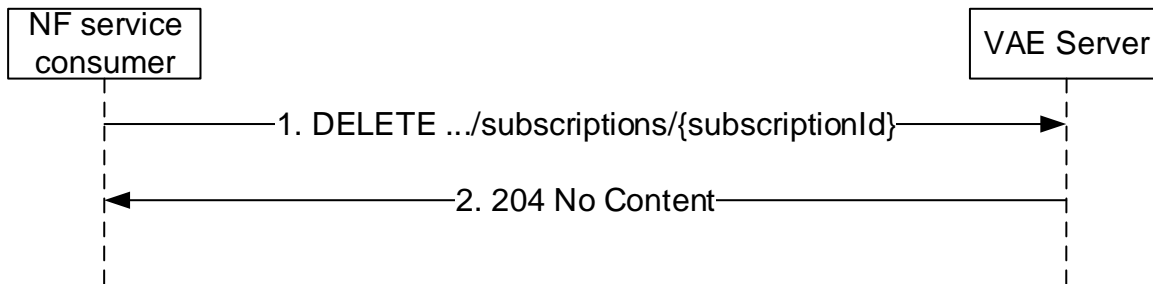 NF service
consumer
VAE Server
1. DELETE .../subscriptions/{subscriptionId}
2. 204 No Content